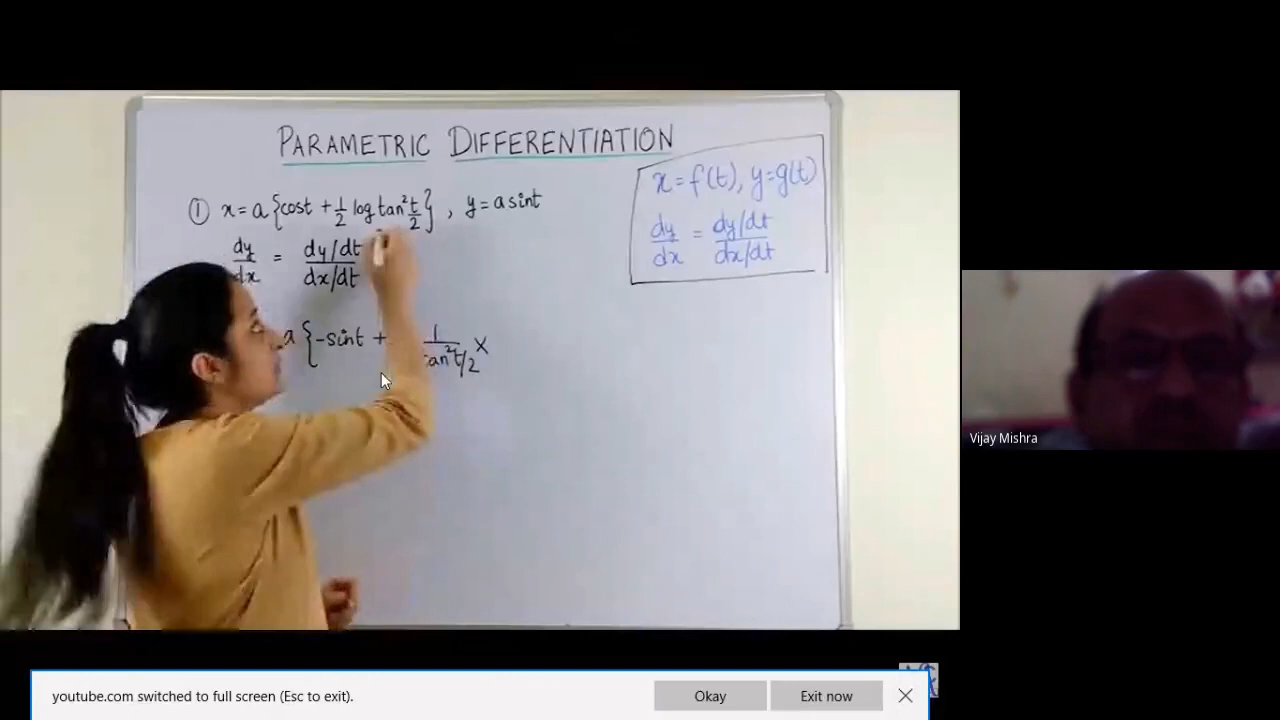 PARAMETRIC DIFFERENTIATION
① x = a{cost + 1/2 log tan² t/2} , y = a sint
dy/dx = dy/dt / dx/dt
a {-sint + 1/tan² t/2 ×
x = f(t), y = g(t)
dy/dx = dy/dt / dx/dt
Vijay Mishra
youtube.com switched to full screen (Esc to exit).
Okay
Exit now